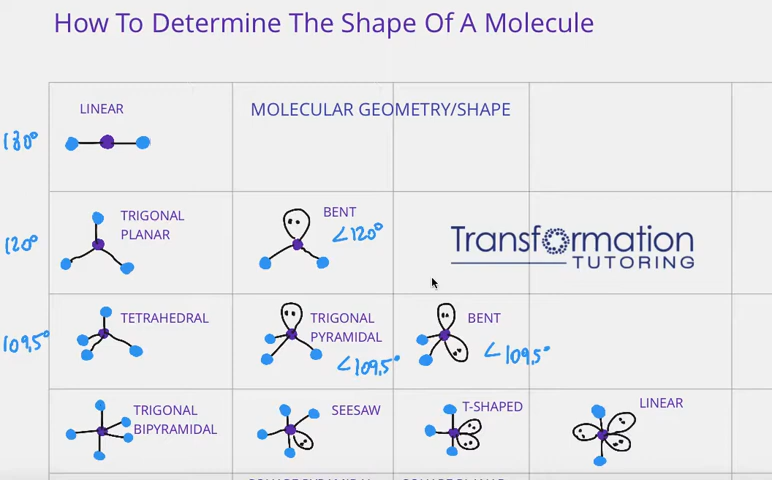 How To Determine The Shape Of A Molecule
LINEAR
MOLECULAR GEOMETRY/SHAPE
180°
TRIGONAL
PLANAR
BENT
<120°
120°
Transformation
TUTORING
TETRAHEDRAL
TRIGONAL
PYRAMIDAL
<109,5°
BENT
<109,5°
109,5°
TRIGONAL
BIPYRAMIDAL
SEESAW
T-SHAPED
LINEAR